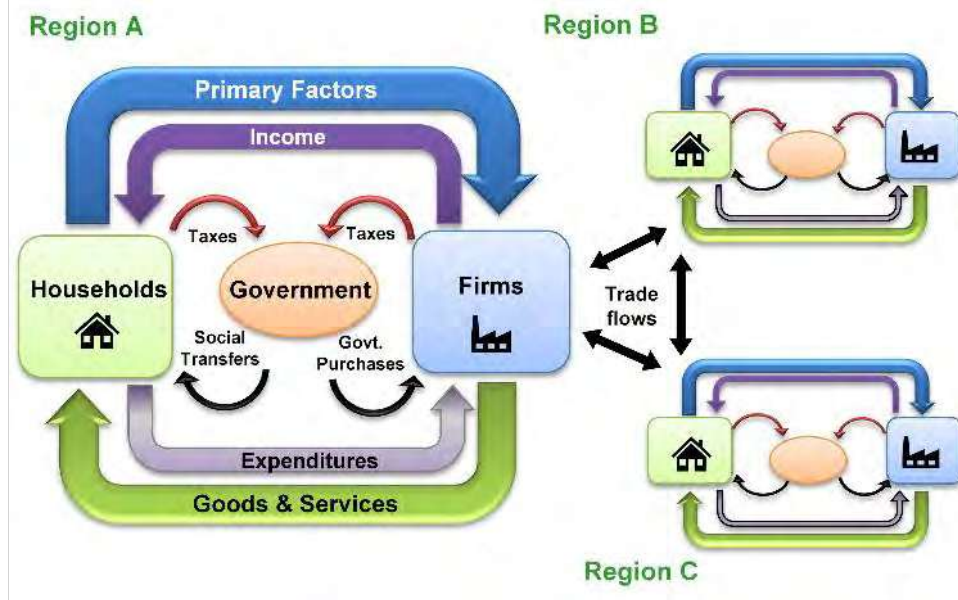 Region A
Primary Factors
Income
Taxes
Taxes
Households
Government
Firms
Social
Transfers
Govt.
Purchases
Expenditures
Goods & Services
Region B
Trade
flows
Region C